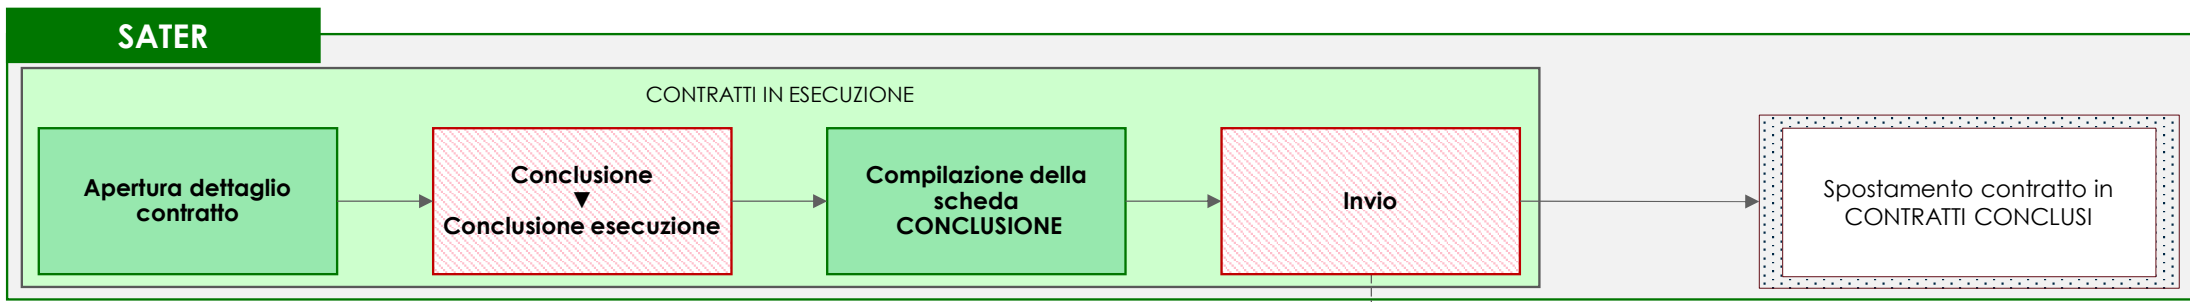 SATER
CONTRATTI IN ESECUZIONE
Apertura dettaglio
contratto
Conclusione
▼
Conclusione esecuzione
Compilazione della
scheda
CONCLUSIONE
Invio
Spostamento contratto in
CONTRATTI CONCLUSI